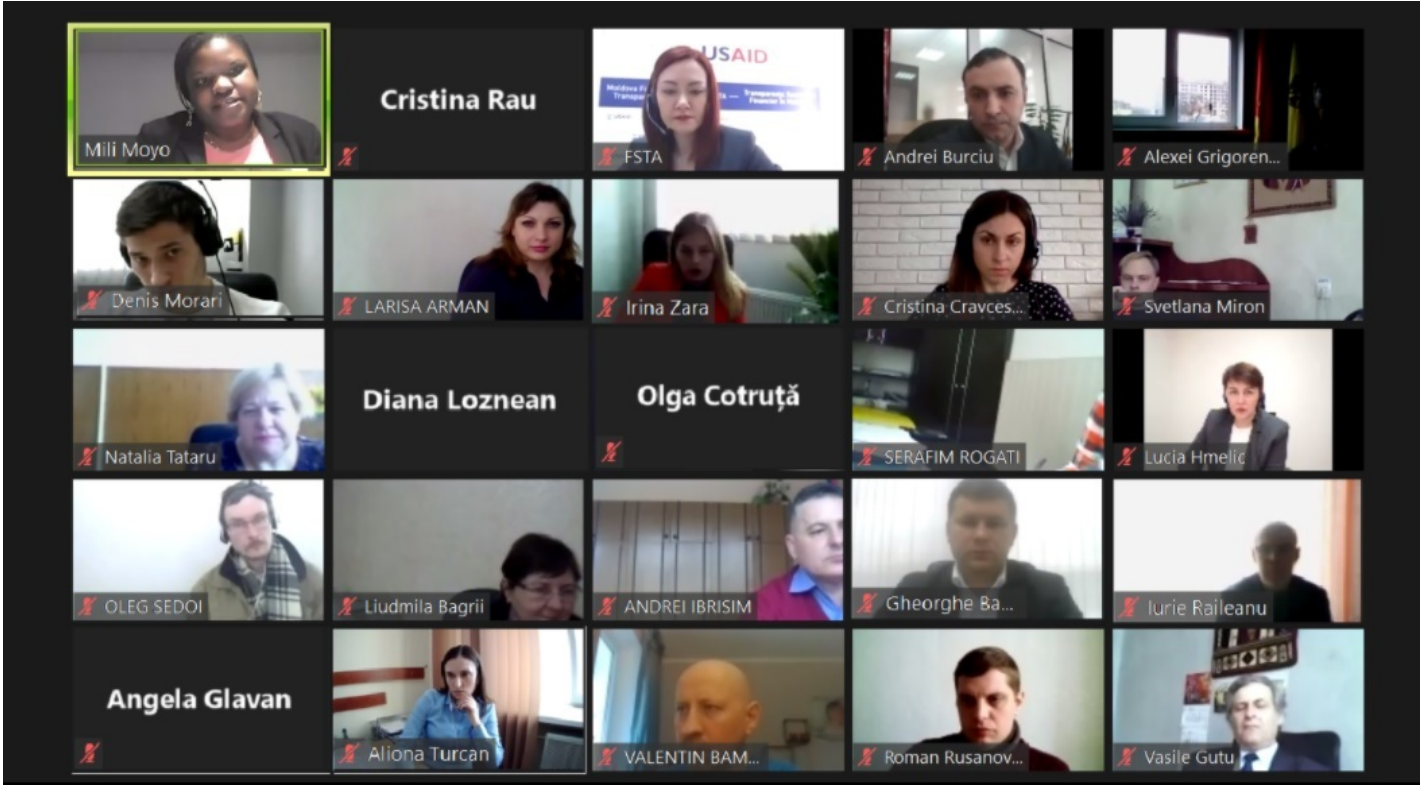 Mili Moyo
Cristina Rau
USAID
Moldova
FSTA
Andrei Burciu
Alexei Grigoren...
Denis Morari
LARISA ARMAN
Irina Zara
Cristina Cravces...
Svetlana Miron
Natalia Tataru
Diana Loznean
Olga Cotruță
SERAFIM ROGATI
Lucia Hmelic
OLEG SEDOI
Liudmila Bagrii
ANDREI IBRISIM
Gheorghe Ba...
Iurie Raileanu
Angela Glavan
Aliona Turcan
VALENTIN BAM...
Roman Rusanov...
Vasile Gutu